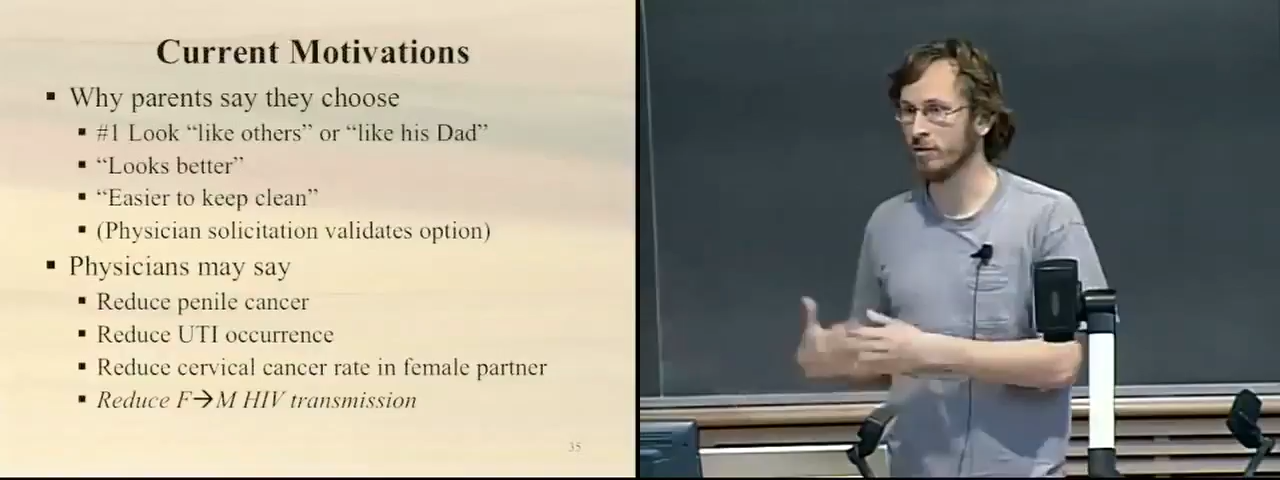 Current Motivations
▪ Why parents say they choose
▪ #1 Look “like others” or “like his Dad”
▪ “Looks better”
▪ “Easier to keep clean”
▪ (Physician solicitation validates option)
▪ Physicians may say
▪ Reduce penile cancer
▪ Reduce UTI occurrence
▪ Reduce cervical cancer rate in female partner
▪ Reduce F→M HIV transmission
35